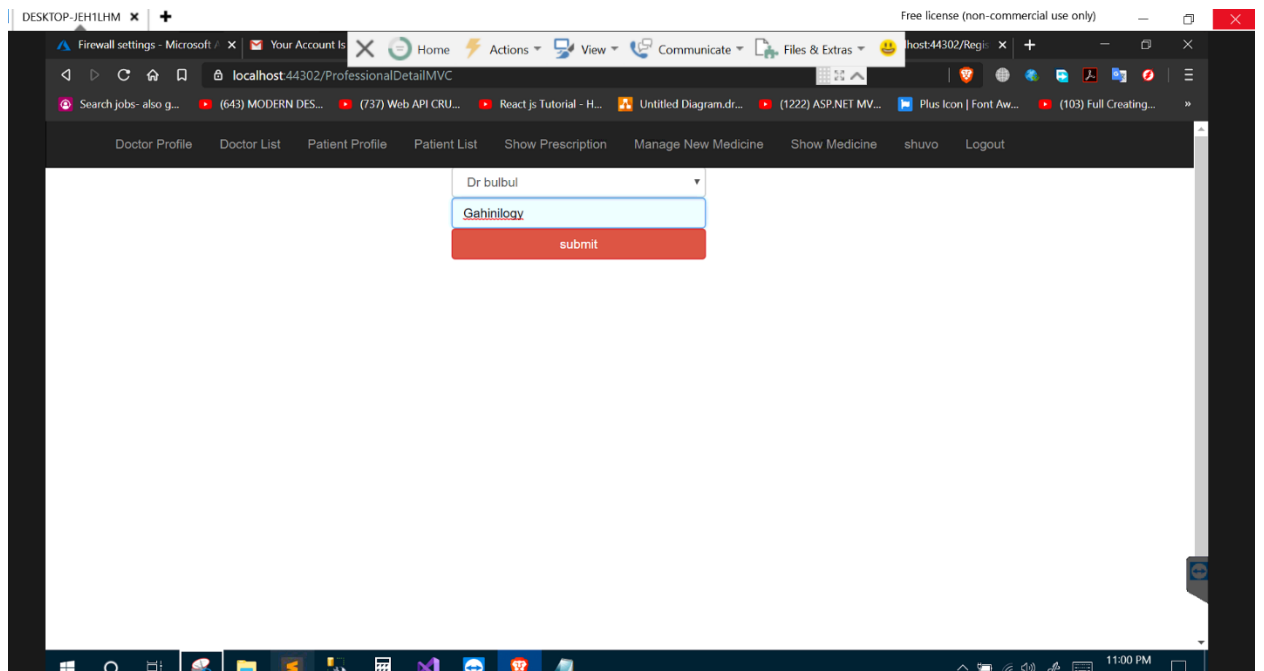 DESKTOP-JEH1LHM
Free license (non-commercial use only)
Firewall settings - Microsoft
Your Account Is
Home
Actions
View
Communicate
Files & Extras
lhost:44302/Regis
localhost:44302/ProfessionalDetailMVC
Search jobs- also g...
(643) MODERN DES...
(737) Web API CRU...
React js Tutorial - H...
Untitled Diagram.dr...
(1222) ASP.NET MV...
Plus Icon | Font Aw...
(103) Full Creating...
Doctor Profile
Doctor List
Patient Profile
Patient List
Show Prescription
Manage New Medicine
Show Medicine
shuvo
Logout
Dr bulbul
Gahinilogy
submit
11:00 PM